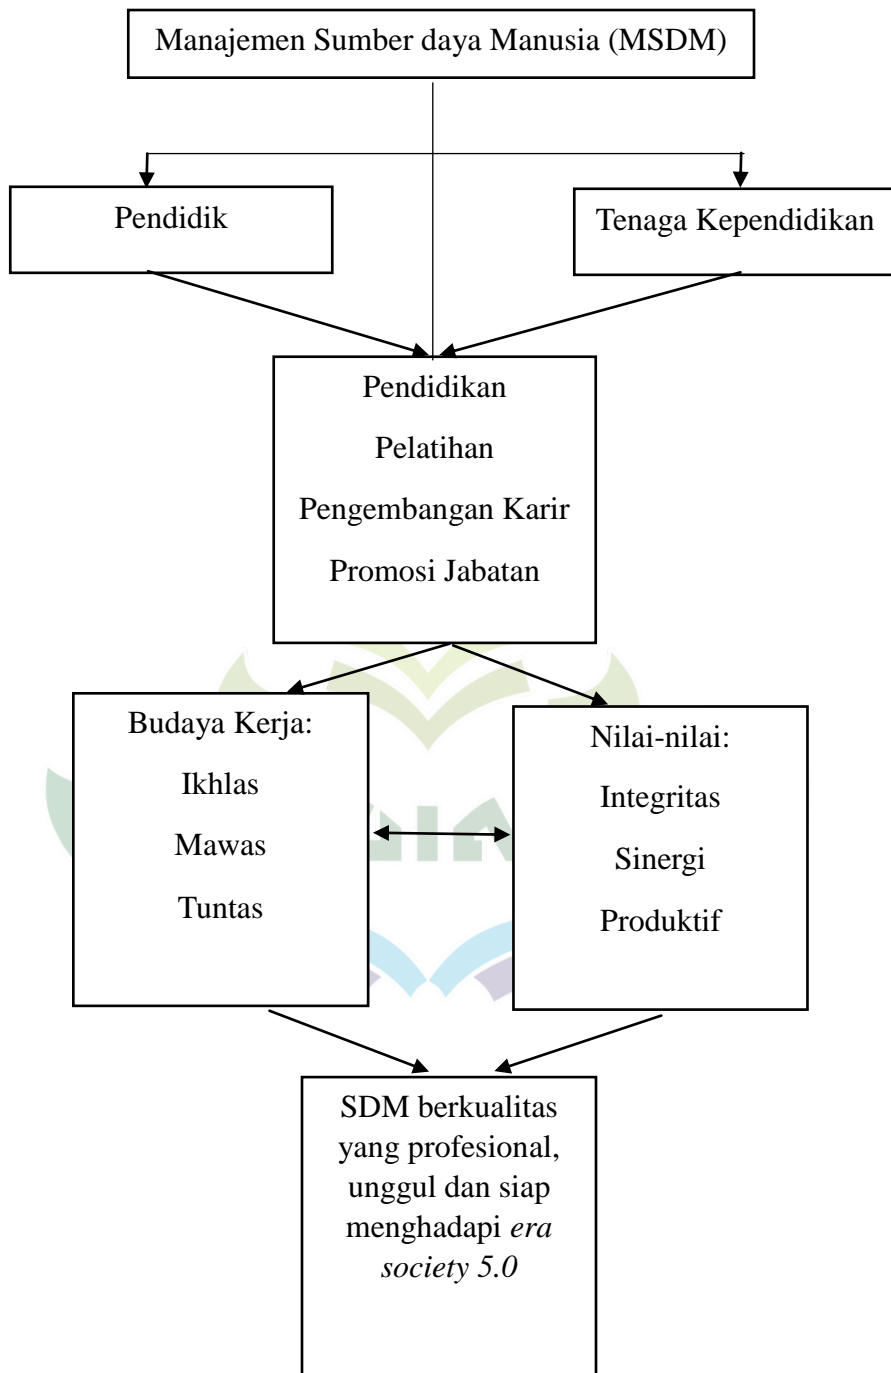 Manajemen Sumber daya Manusia (MSDM)
Pendidik
Tenaga Kependidikan
Pendidikan
Pelatihan
Pengembangan Karir
Promosi Jabatan
Budaya Kerja:
Ikhlas
Mawas
Tuntas
Nilai-nilai:
Integritas
Sinergi
Produktif
SDM berkualitas
yang profesional,
unggul dan siap
menghadapi era
society 5.0